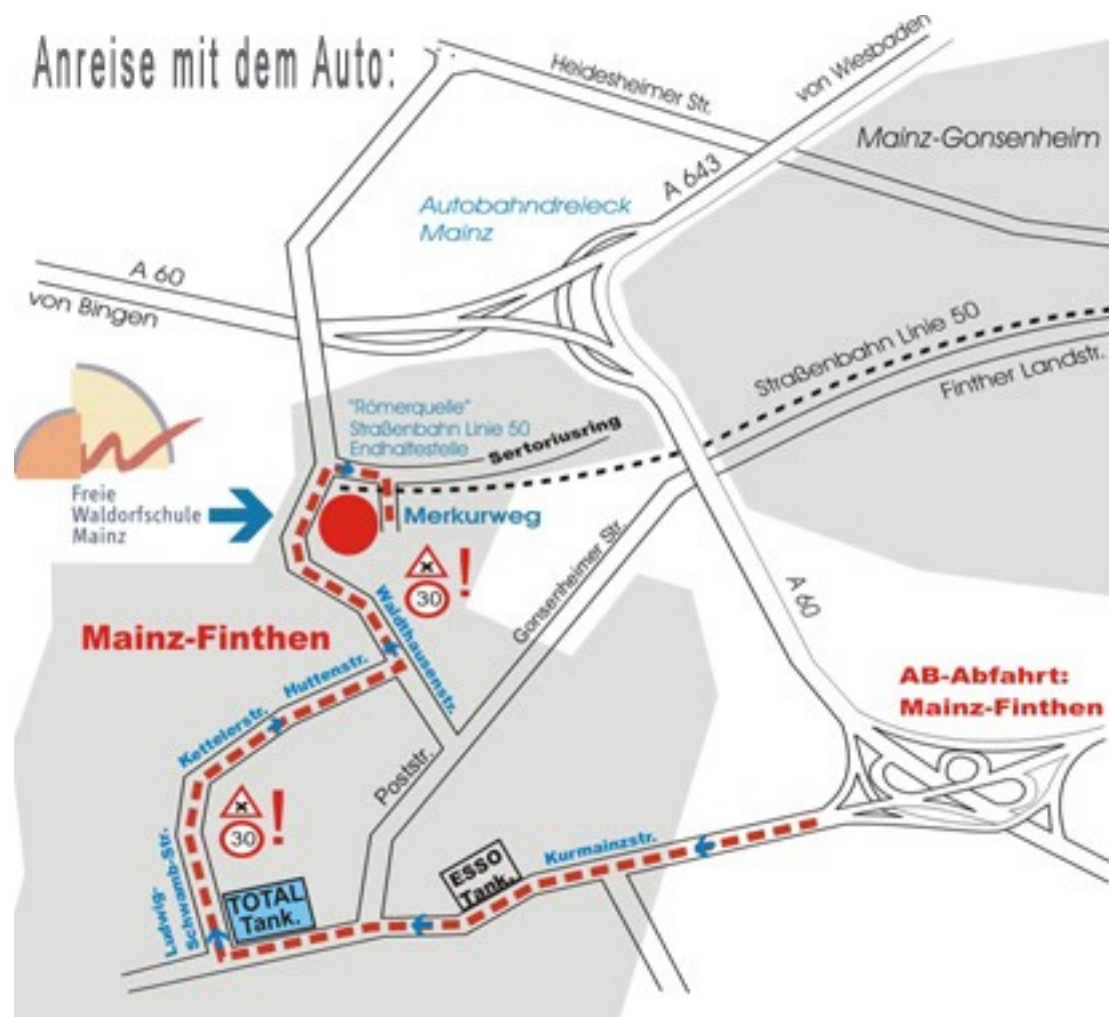 Anreise mit dem Auto:
Heidesheimer Str.
von Wiesbaden
Mainz-Gonsenheim
A 643
Autobahndreieck
Mainz
A 60
von Bingen
Straßenbahn Linie 50
Finther Landstr.
"Römerquelle"
Straßenbahn Linie 50
Endhaltestelle
Sertoriusring
Freie
Waldorfschule
Mainz
Merkurweg
Gonsenheimer Str.
30
!
A 60
Waldthausenstr.
Mainz-Finthen
Huttenstr.
AB-Abfahrt:
Mainz-Finthen
Kettelerstr.
Poststr.
30
!
Kurmainzstr.
ESSO
Tank.
Ludwig-
Schwamb-Str.
TOTAL
Tank.